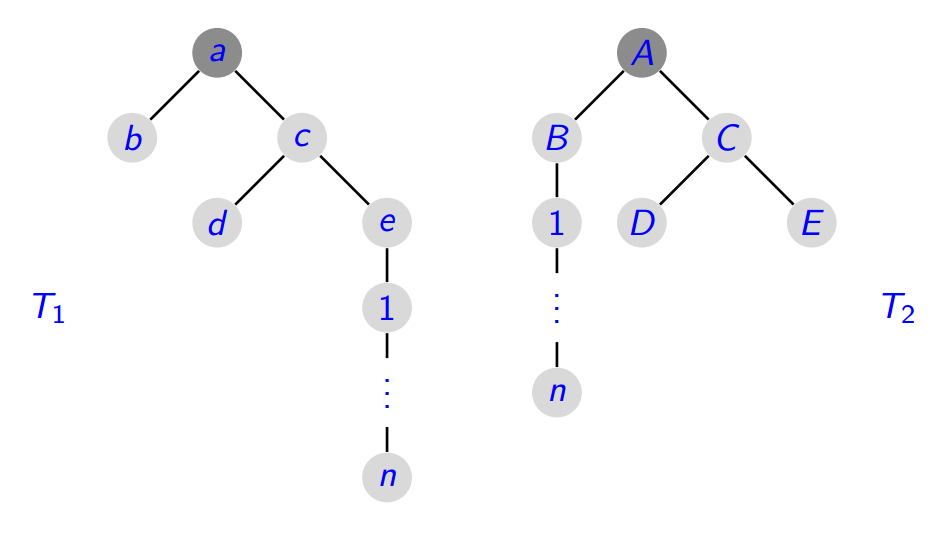 a A
b c B C
d e 1 D E
T₁ 1 ⋮ T₂
⋮ n
n